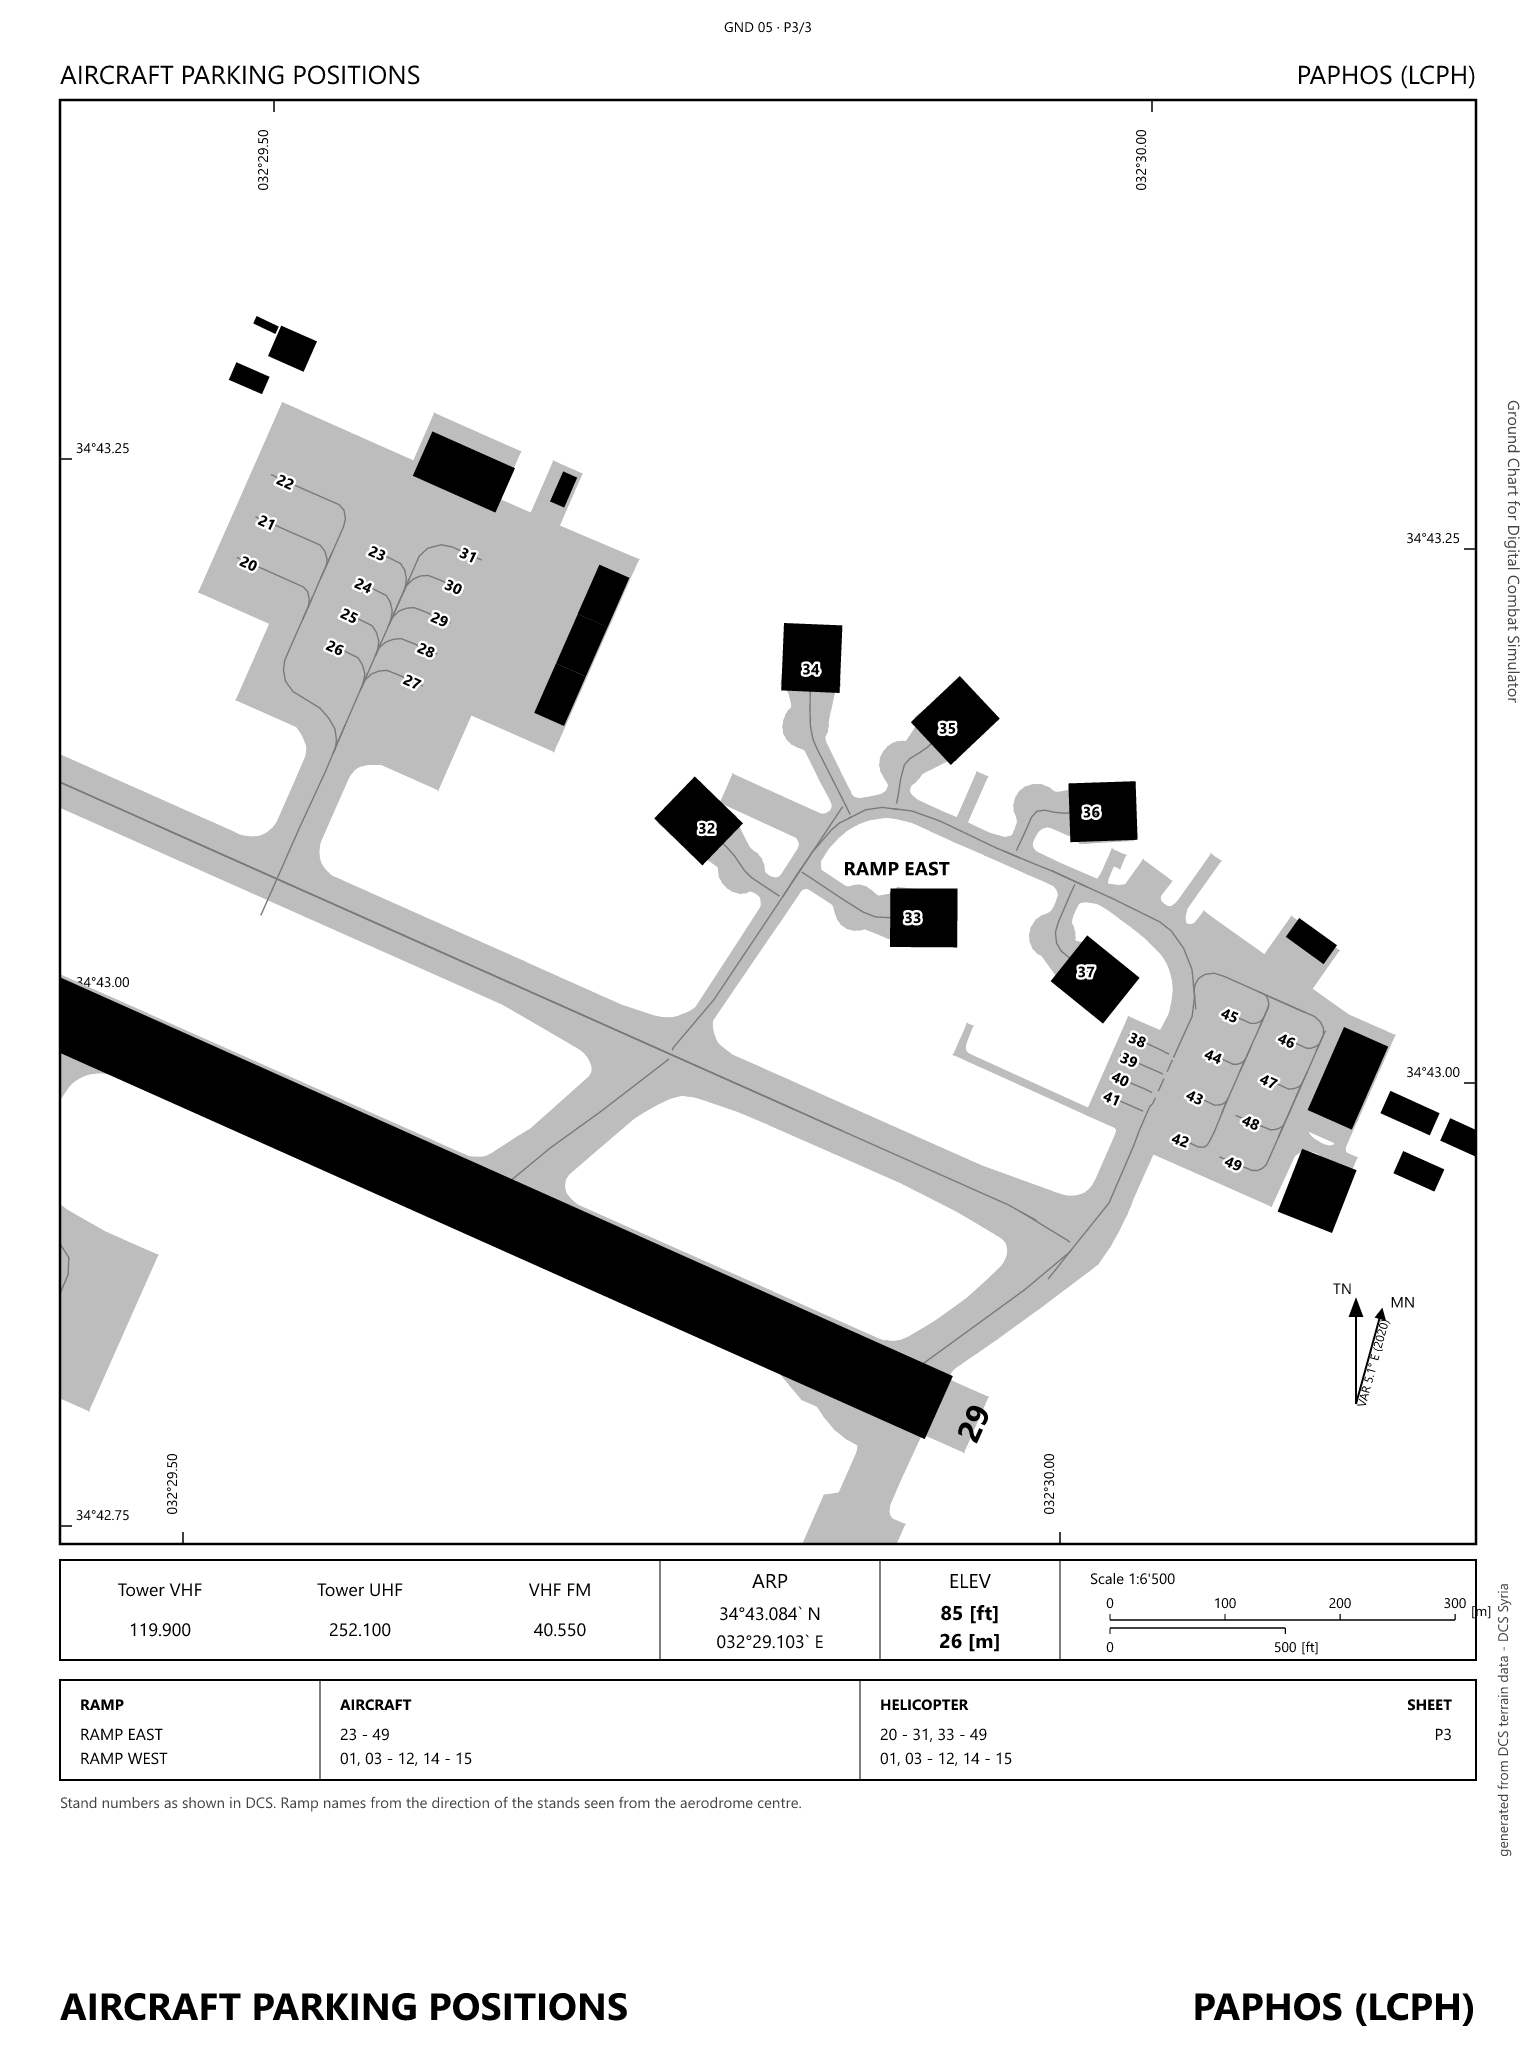 GND 05 · P3/3
AIRCRAFT PARKING POSITIONS
PAPHOS (LCPH)
032°29.50
032°30.00
34°43.25
34°43.25
22
21
20
23
24
25
26
31
30
29
28
27
34
35
36
32
RAMP EAST
33
37
34°43.00
34°43.00
38
39
40
41
45
44
43
42
46
47
48
49
TN
MN
VAR 5.1° E (2020)
29
032°29.50
032°30.00
34°42.75
Tower VHF
119.900
Tower UHF
252.100
VHF FM
40.550
ARP
34°43.084` N
032°29.103` E
ELEV
85 [ft]
26 [m]
Scale 1:6'500
0 100 200 300 [m]
0 500 [ft]
RAMP AIRCRAFT HELICOPTER SHEET
RAMP EAST 23 - 49 20 - 31, 33 - 49 P3
RAMP WEST 01, 03 - 12, 14 - 15 01, 03 - 12, 14 - 15
Stand numbers as shown in DCS. Ramp names from the direction of the stands seen from the aerodrome centre.
Ground Chart for Digital Combat Simulator
generated from DCS terrain data - DCS Syria
AIRCRAFT PARKING POSITIONS
PAPHOS (LCPH)